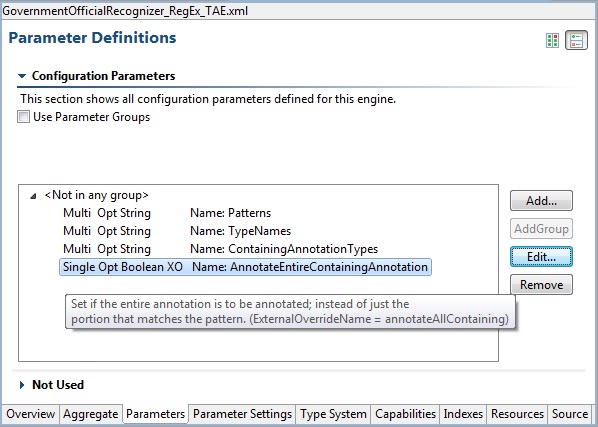 GovernmentOfficialRecognizer_RegEx_TAE.xml
Parameter Definitions
Configuration Parameters
This section shows all configuration parameters defined for this engine.
Use Parameter Groups
<Not in any group>
Multi Opt String Name: Patterns
Multi Opt String Name: TypeNames
Multi Opt String Name: ContainingAnnotationTypes
Single Opt Boolean XO Name: AnnotateEntireContainingAnnotation
Set if the entire annotation is to be annotated; instead of just the
portion that matches the pattern. (ExternalOverrideName = annotateAllContaining)
Add...
AddGroup
Edit...
Remove
Not Used
Overview Aggregate Parameters Parameter Settings Type System Capabilities Indexes Resources Source